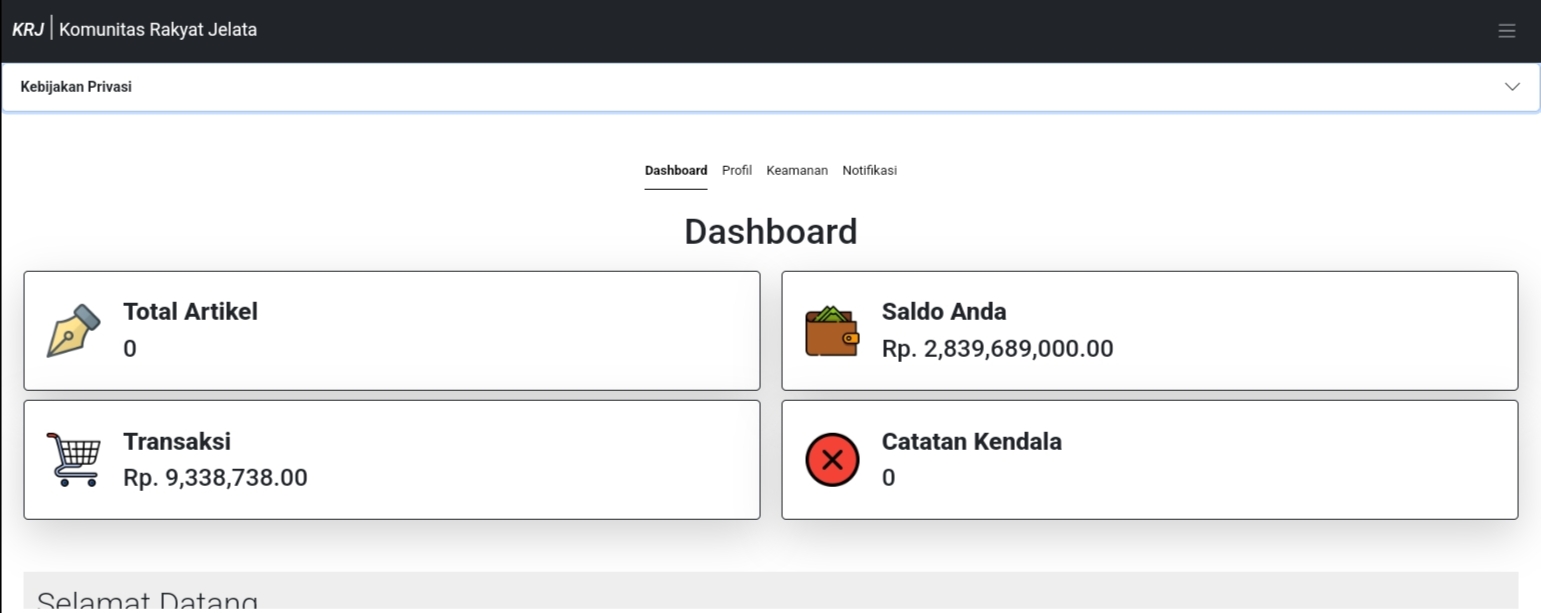 KRJ | Komunitas Rakyat Jelata
Kebijakan Privasi
Dashboard Profil Keamanan Notifikasi
Dashboard
Total Artikel
0
Saldo Anda
Rp. 2,839,689,000.00
Transaksi
Rp. 9,338,738.00
Catatan Kendala
0
Selamat Datang